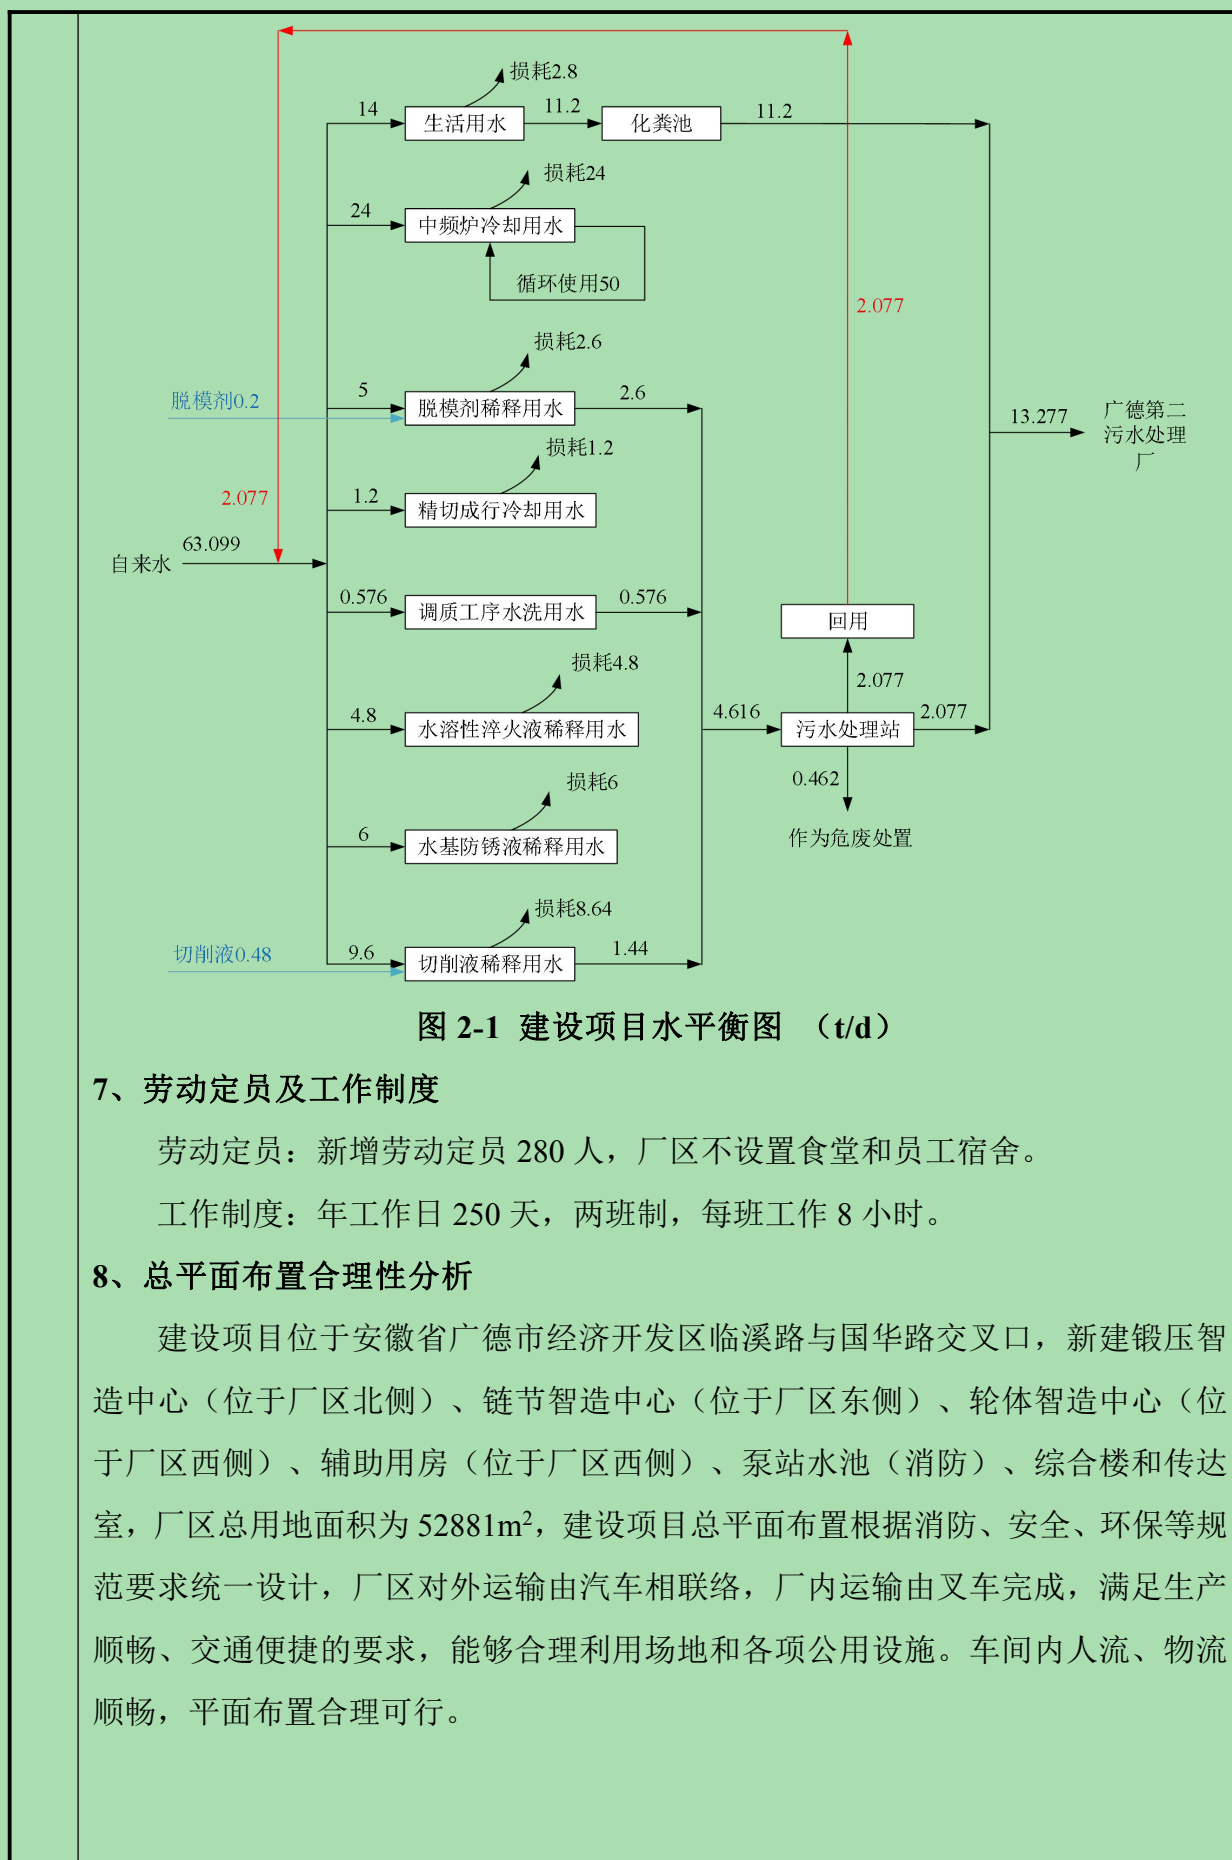 损耗2.8
14
生活用水
11.2
化粪池
11.2
损耗24
24
中频炉冷却用水
循环使用50
2.077
损耗2.6
脱模剂0.2
5
脱模剂稀释用水
2.6
13.277
广德第二
污水处理
厂
损耗1.2
2.077
1.2
精切成行冷却用水
自来水
63.099
0.576
调质工序水洗用水
0.576
回用
损耗4.8
2.077
4.8
水溶性淬火液稀释用水
4.616
污水处理站
2.077
损耗6
0.462
6
水基防锈液稀释用水
作为危废处置
损耗8.64
切削液0.48
9.6
切削液稀释用水
1.44
图 2-1 建设项目水平衡图 （t/d）
7、劳动定员及工作制度
劳动定员：新增劳动定员 280 人，厂区不设置食堂和员工宿舍。
工作制度：年工作日 250 天，两班制，每班工作 8 小时。
8、总平面布置合理性分析
建设项目位于安徽省广德市经济开发区临溪路与国华路交叉口，新建锻压智
造中心（位于厂区北侧）、链节智造中心（位于厂区东侧）、轮体智造中心（位
于厂区西侧）、辅助用房（位于厂区西侧）、泵站水池（消防）、综合楼和传达
室，厂区总用地面积为 52881m²，建设项目总平面布置根据消防、安全、环保等规
范要求统一设计，厂区对外运输由汽车相联络，厂内运输由叉车完成，满足生产
顺畅、交通便捷的要求，能够合理利用场地和各项公用设施。车间内人流、物流
顺畅，平面布置合理可行。